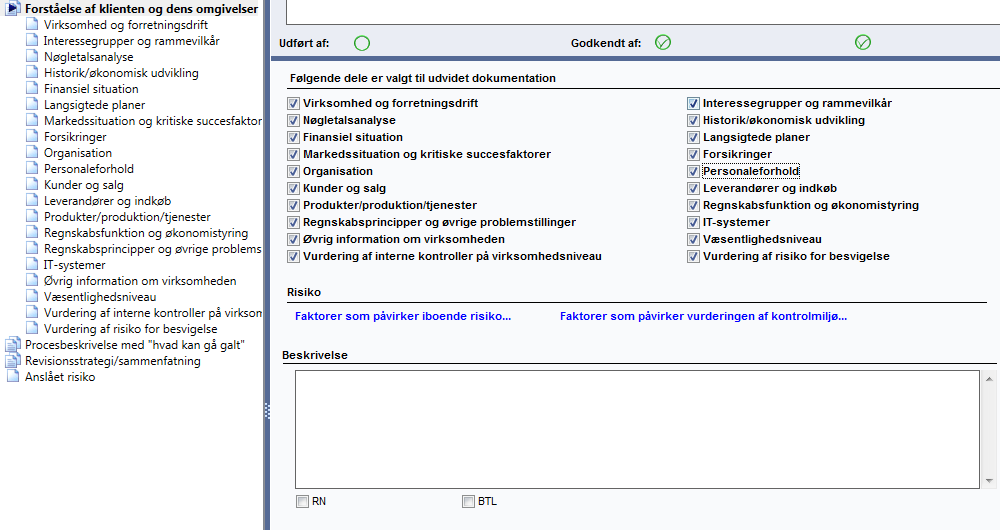 Forståelse af klienten og dens omgivelser
Virksomhed og forretningsdrift
Interessegrupper og rammevilkår
Nøgletalsanalyse
Historik/økonomisk udvikling
Finansiel situation
Langsigtede planer
Markedssituation og kritiske succesfaktor
Forsikringer
Organisation
Personaleforhold
Kunder og salg
Leverandører og indkøb
Produkter/produktion/tjenester
Regnskabsfunktion og økonomistyring
Regnskabsprincipper og øvrige problems
IT-systemer
Øvrig information om virksomheden
Væsentlighedsniveau
Vurdering af interne kontroller på virksom
Vurdering af risiko for besvigelse
Procesbeskrivelse med "hvad kan gå galt"
Revisionsstrategi/sammenfatning
Anslået risiko
Udført af: Godkendt af:
Følgende dele er valgt til udvidet dokumentation
Virksomhed og forretningsdrift Interessegrupper og rammevilkår
Nøgletalsanalyse Historik/økonomisk udvikling
Finansiel situation Langsigtede planer
Markedssituation og kritiske succesfaktorer Forsikringer
Organisation Personaleforhold
Kunder og salg Leverandører og indkøb
Produkter/produktion/tjenester Regnskabsfunktion og økonomistyring
Regnskabsprincipper og øvrige problemstillinger IT-systemer
Øvrig information om virksomheden Væsentlighedsniveau
Vurdering af interne kontroller på virksomhedsniveau Vurdering af risiko for besvigelse
Risiko
Faktorer som påvirker iboende risiko... Faktorer som påvirker vurderingen af kontrolmiljø...
Beskrivelse
RN BTL